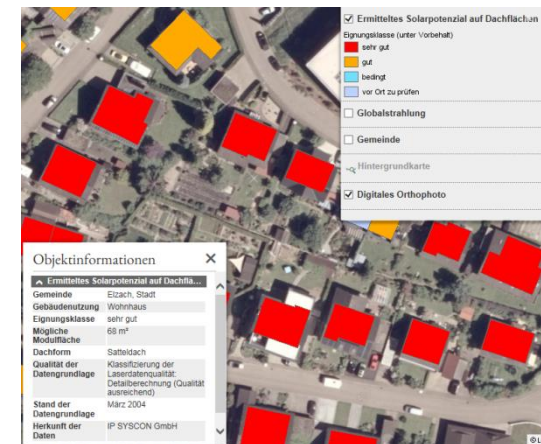 Ermitteltes Solarpotenzial auf Dachflächen
Eignungsklasse (unter Vorbehalt)
sehr gut
gut
bedingt
vor Ort zu prüfen
Globalstrahlung
Gemeinde
Hintergrundkarte
Digitales Orthophoto
Objektinformationen
Ermitteltes Solarpotenzial auf Dachflä...
Gemeinde Elzach, Stadt
Gebäudenutzung Wohnhaus
Eignungsklasse sehr gut
Mögliche
Modulfläche 68 m²
Dachform Satteldach
Qualität der
Datengrundlage
Klassifizierung der
Laserdatenqualität:
Detailberechnung (Qualität
ausreichend)
Stand der
Datengrundlage
März 2004
Herkunft der
Daten
IP SYSCON GmbH